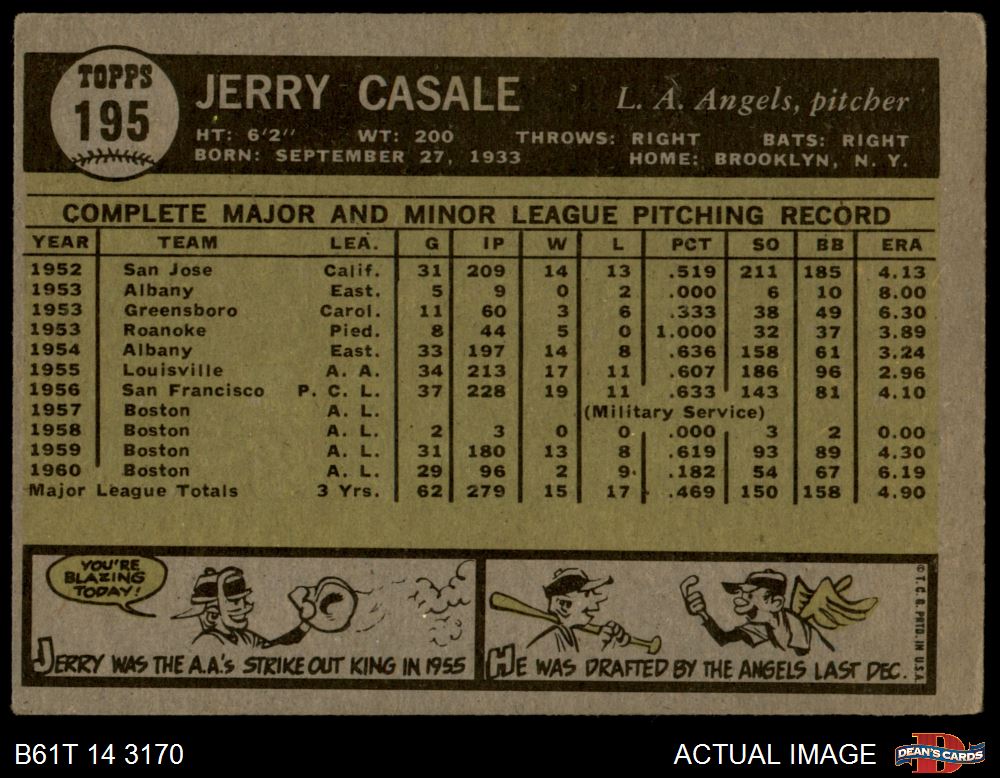 TOPPS
195
JERRY CASALE
L. A. Angels, pitcher
HT: 6'2" WT: 200 THROWS: RIGHT BATS: RIGHT
BORN: SEPTEMBER 27, 1933 HOME: BROOKLYN, N. Y.
COMPLETE MAJOR AND MINOR LEAGUE PITCHING RECORD
YEAR TEAM LEA. G IP W L PCT SO BB ERA
1952 San Jose Calif. 31 209 14 13 .519 211 185 4.13
1953 Albany East. 5 9 0 2 .000 6 10 8.00
1953 Greensboro Carol. 11 60 3 6 .333 38 49 6.30
1953 Roanoke Pied. 8 44 5 0 1.000 32 37 3.89
1954 Albany East. 33 197 14 8 .636 158 61 3.24
1955 Louisville A. A. 34 213 17 11 .607 186 96 2.96
1956 San Francisco P. C. L. 37 228 19 11 .633 143 81 4.10
1957 Boston A. L. (Military Service)
1958 Boston A. L. 2 3 0 0 .000 3 2 0.00
1959 Boston A. L. 31 180 13 8 .619 93 89 4.30
1960 Boston A. L. 29 96 2 9 .182 54 67 6.19
Major League Totals 3 Yrs. 62 279 15 17 .469 150 158 4.90
YOU'RE
BLAZING
TODAY!
JERRY WAS THE A.A.'s STRIKE OUT KING IN 1955
HE WAS DRAFTED BY THE ANGELS LAST DEC.
© T. C. G. PRTD. IN U.S.A.
B61T 14 3170
ACTUAL IMAGE
DEAN'S CARDS